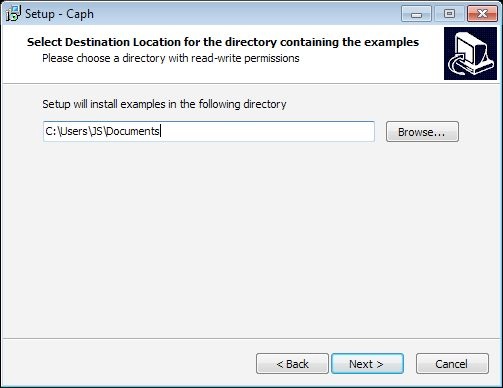 Setup - Caph
Select Destination Location for the directory containing the examples
Please choose a directory with read-write permissions
Setup will install examples in the following directory
C:\Users\JS\Documents
Browse...
< Back
Next >
Cancel